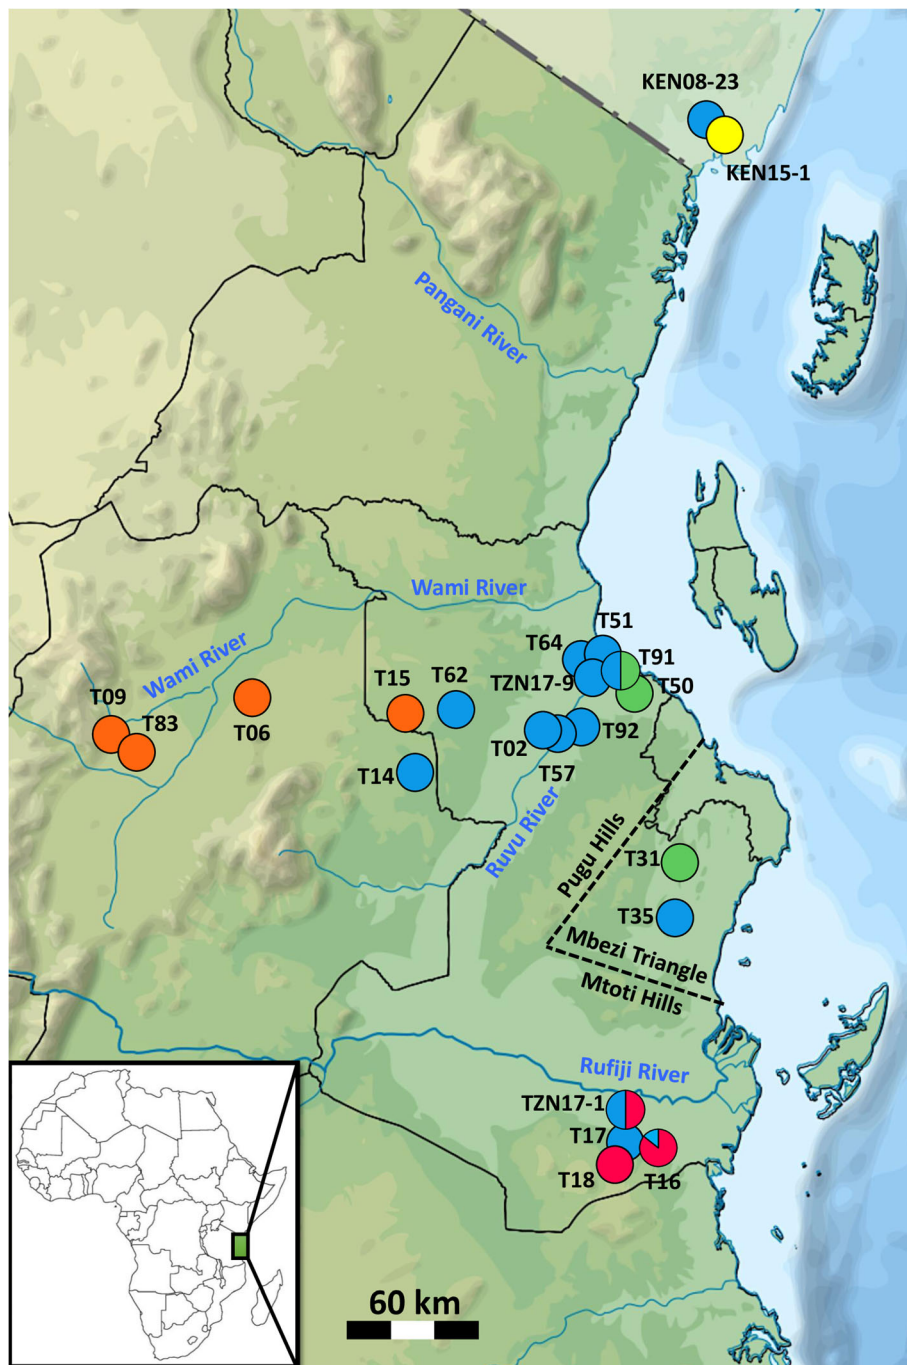 KEN08-23
KEN15-1
Pangani River
Wami River
T51
T64
T91
Wami River
TZN17-9
T50
T15
T62
T09
T83
T06
T02
T92
T57
T14
Ruvu River
Pugu Hills
T31
T35
Mbezi Triangle
Mtoti Hills
Rufiji River
TZN17-1
T17
T18
T16
60 km